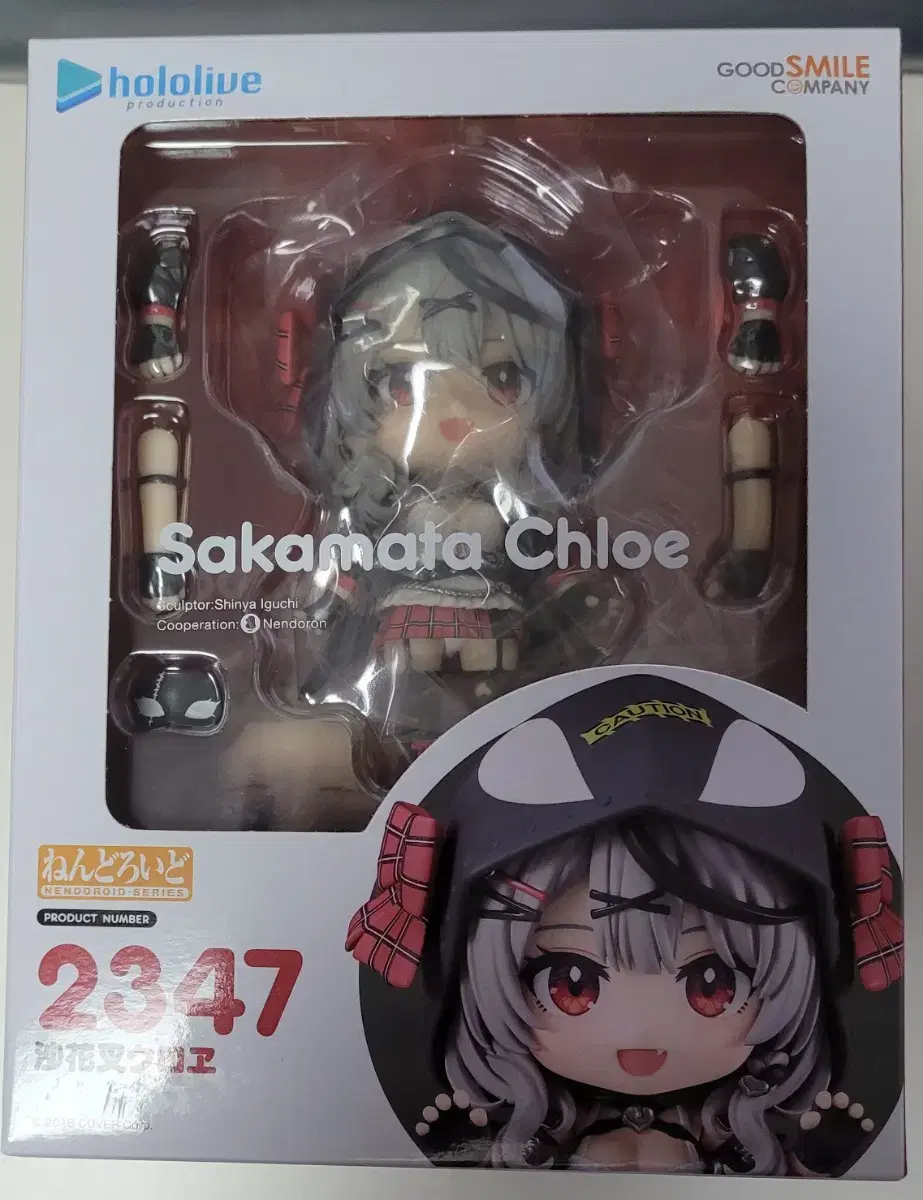 hololive
production
GOOD SMILE
COMPANY
Sakamata Chloe
Sculptor:Shinya Iguchi
Cooperation: Nendoron
CAUTION
ねんどろいど
NENDOROID-SERIES
PRODUCT NUMBER
2347
沙花叉クロヱ
© 2016 COVER Corp.